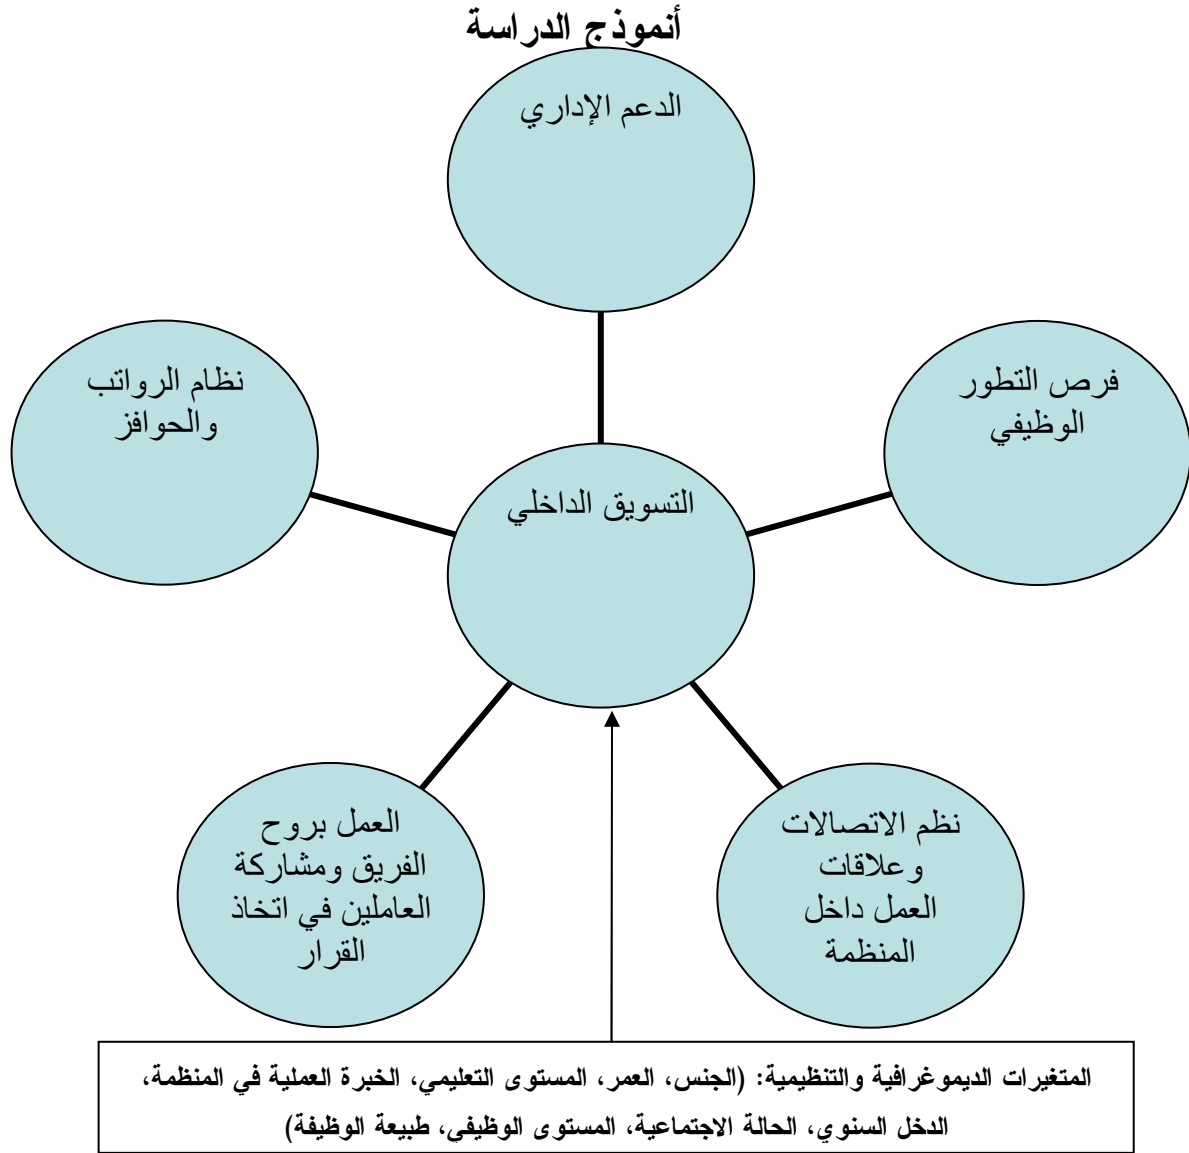 أنموذج الدراسة
الدعم الإداري
فرص التطور
الوظيفي
نظام الرواتب
والحوافز
التسويق الداخلي
نظم الاتصالات
وعلاقات
العمل داخل
المنظمة
العمل بروح
الفريق ومشاركة
العاملين في اتخاذ
القرار
المتغيرات الديموغرافية والتنظيمية: (الجنس، العمر، المستوى التعليمي، الخبرة العملية في المنظمة،
الدخل السنوي، الحالة الاجتماعية، المستوى الوظيفي، طبيعة الوظيفة)